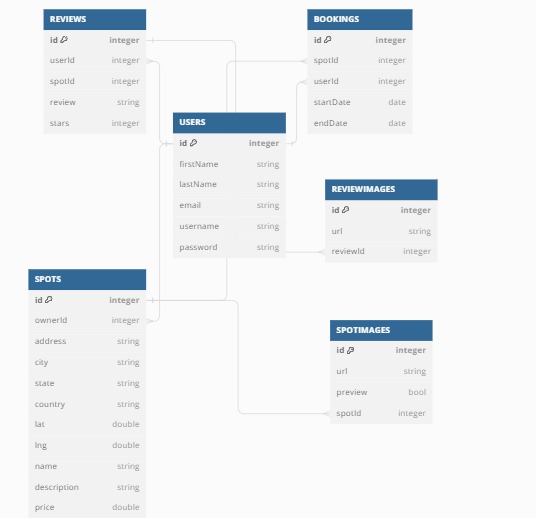 REVIEWS
id integer
userId integer
spotId integer
review string
stars integer
BOOKINGS
id integer
spotId integer
userId integer
startDate date
endDate date
USERS
id integer
firstName string
lastName string
email string
username string
password string
REVIEWIMAGES
id integer
url string
reviewId integer
SPOTS
id integer
ownerId integer
address string
city string
state string
country string
lat double
lng double
name string
description string
price double
SPOTIMAGES
id integer
url string
preview bool
spotId integer